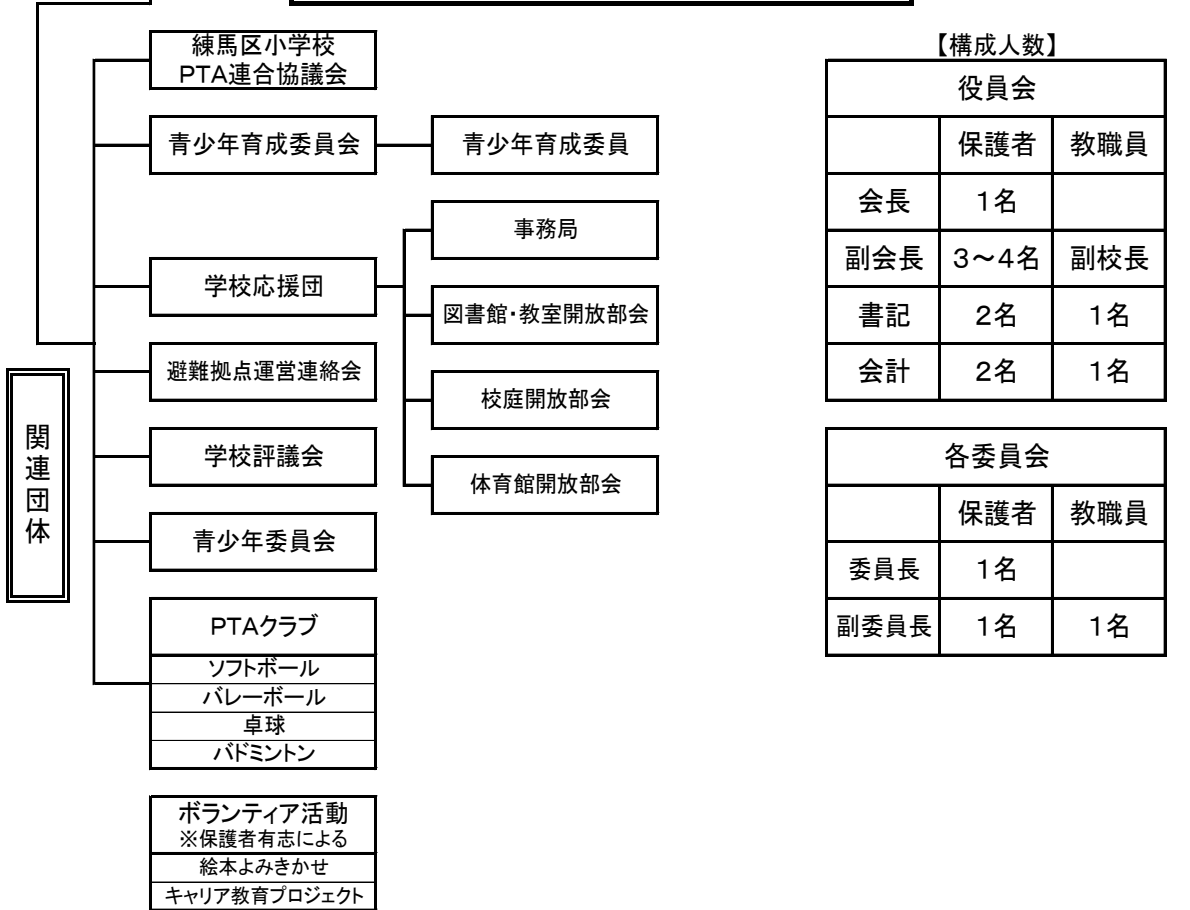 練馬区小学校
PTA連合協議会
青少年育成委員会
青少年育成委員
学校応援団
事務局
図書館・教室開放部会
校庭開放部会
体育館開放部会
避難拠点運営連絡会
学校評議会
青少年委員会
関連団体
PTAクラブ
ソフトボール
バレーボール
卓球
バドミントン
ボランティア活動
※保護者有志による
絵本よみきかせ
キャリア教育プロジェクト
【構成人数】
役員会
保護者 教職員
会長 1名
副会長 3～4名 副校長
書記 2名 1名
会計 2名 1名
各委員会
保護者 教職員
委員長 1名
副委員長 1名 1名